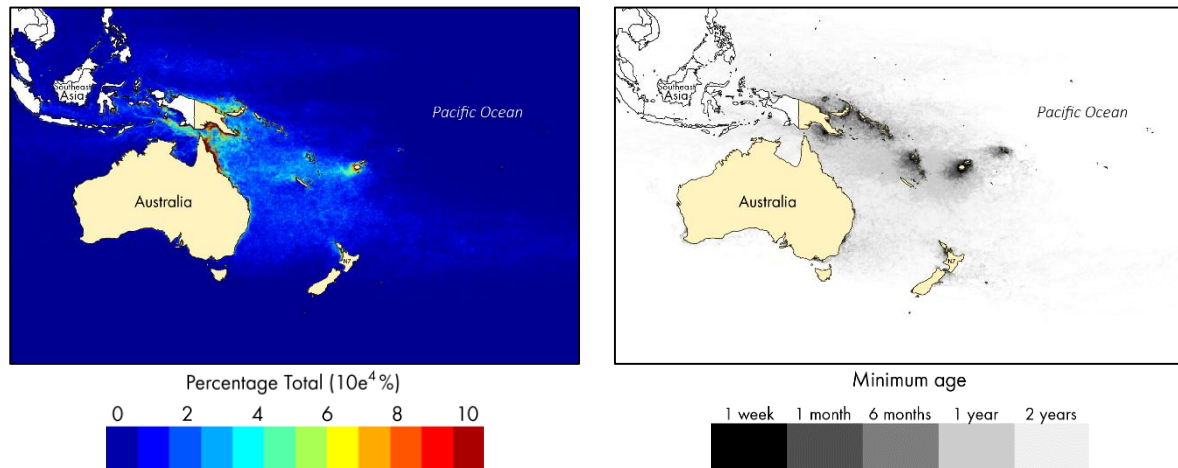 Southeast
Asia
Pacific Ocean
Australia
NZ
Percentage Total (10e⁴ %)
0 2 4 6 8 10
Southeast
Asia
Pacific Ocean
Australia
NZ
Minimum age
1 week 1 month 6 months 1 year 2 years